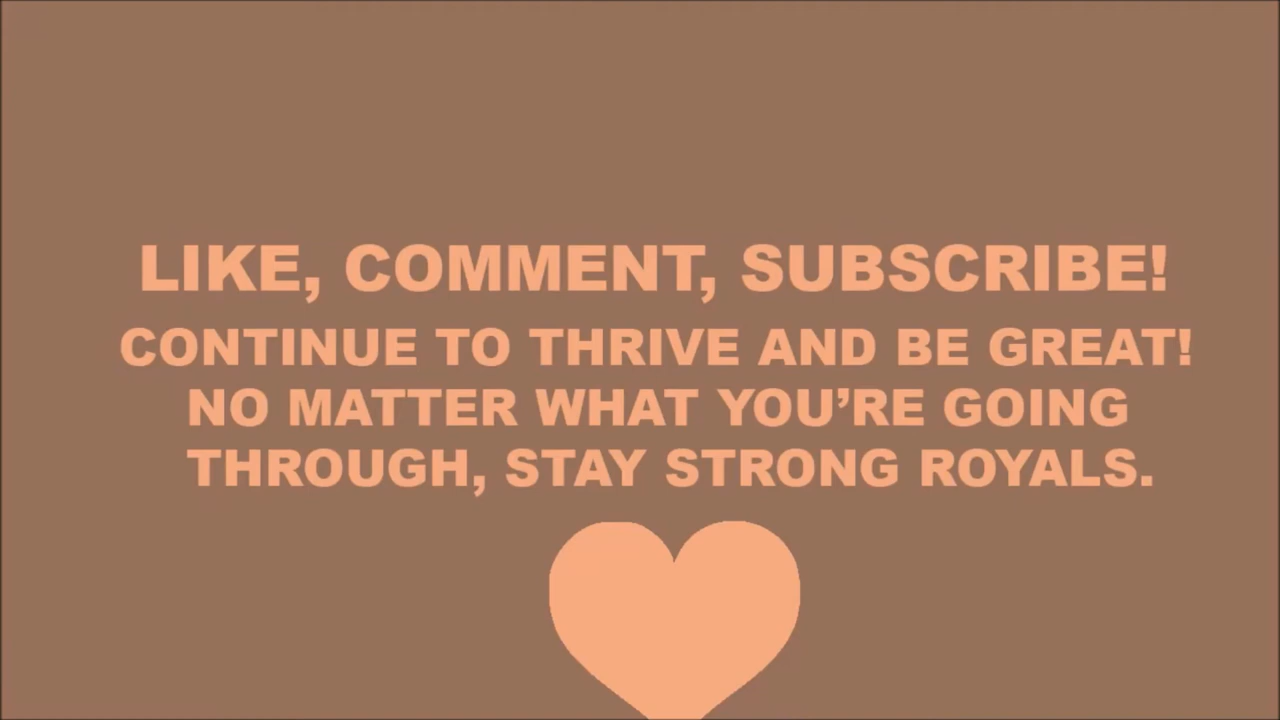 LIKE, COMMENT, SUBSCRIBE!
CONTINUE TO THRIVE AND BE GREAT!
NO MATTER WHAT YOU’RE GOING
THROUGH, STAY STRONG ROYALS.